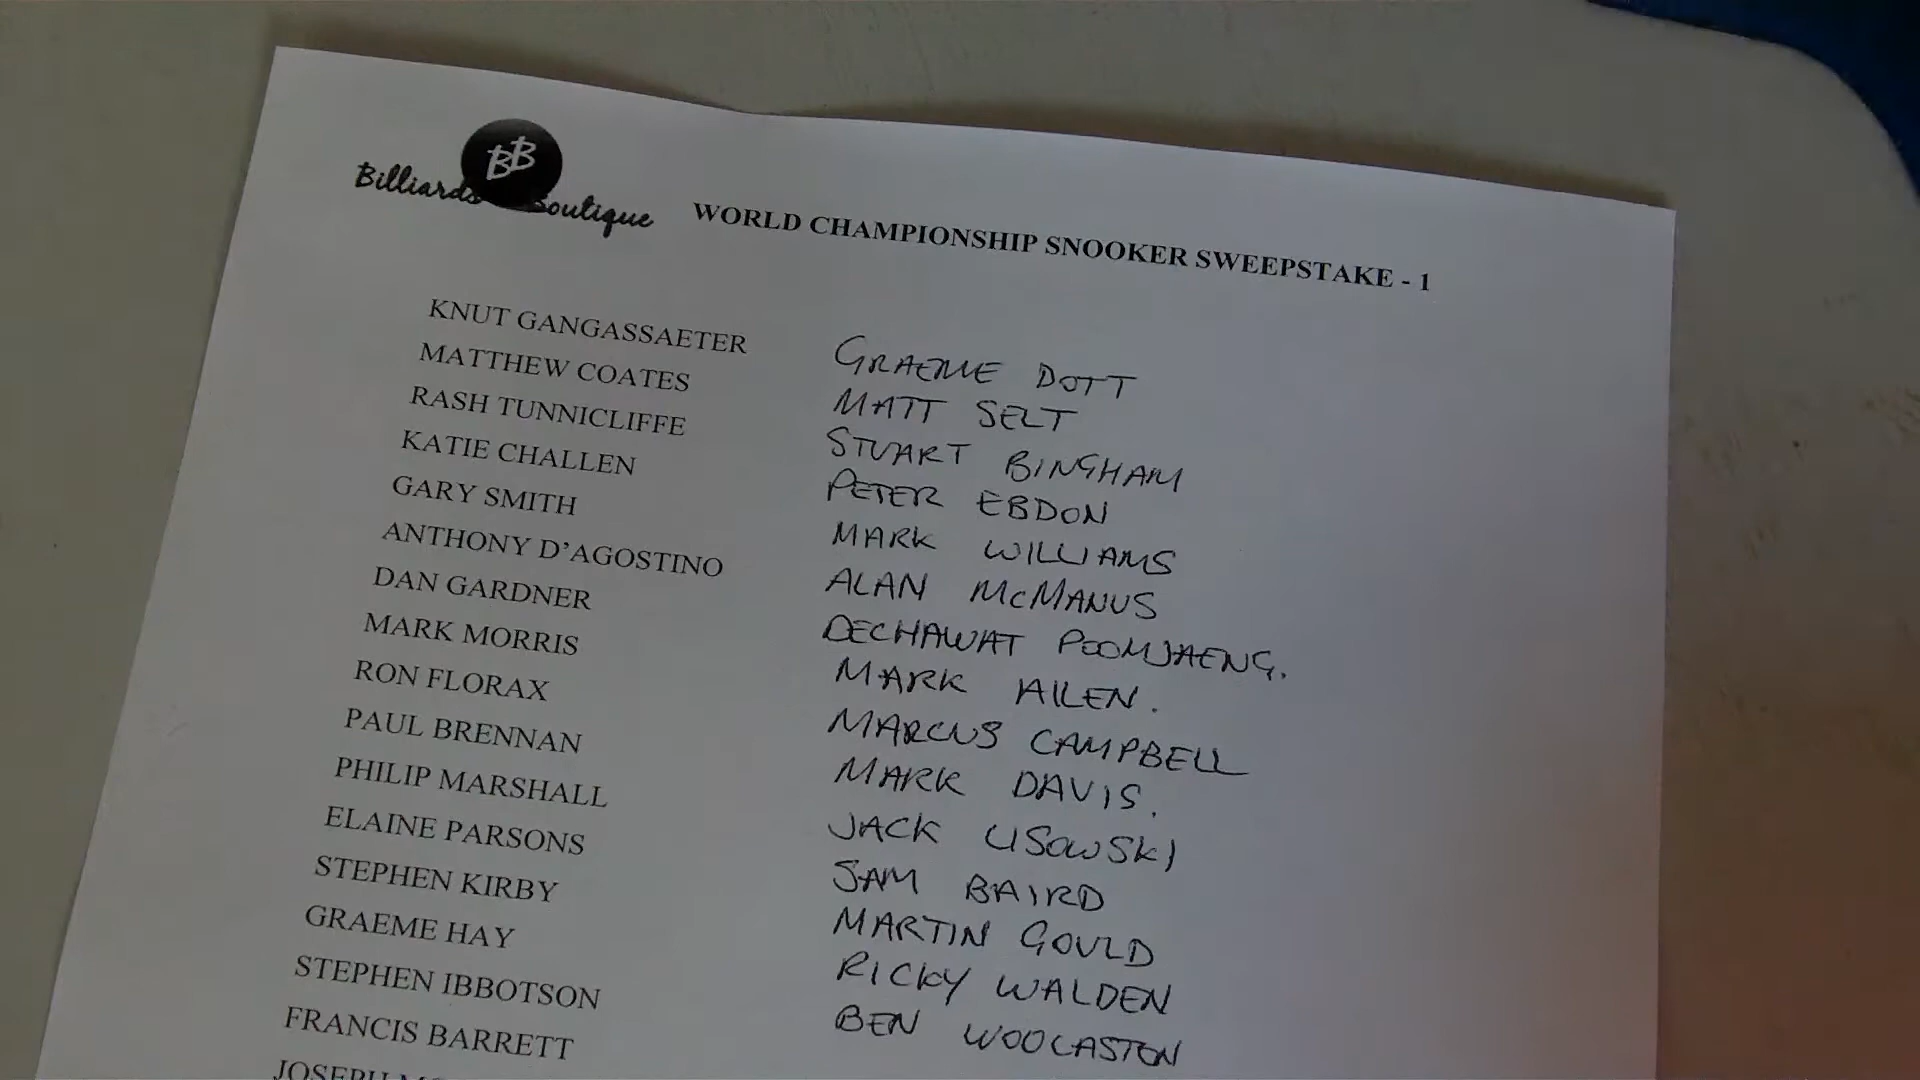 BB
Billiards Boutique
WORLD CHAMPIONSHIP SNOOKER SWEEPSTAKE - 1
KNUT GANGASSAETER GRAEME DOTT
MATTHEW COATES MATT SELT
RASH TUNNICLIFFE STUART BINGHAM
KATIE CHALLEN PETER EBDON
GARY SMITH MARK WILLIAMS
ANTHONY D'AGOSTINO ALAN McMANUS
DAN GARDNER DECHAWAT POOMJAENG.
MARK MORRIS MARK ALLEN.
RON FLORAX MARCUS CAMPBELL
PAUL BRENNAN MARK DAVIS.
PHILIP MARSHALL JACK LISOWSKI
ELAINE PARSONS SAM BAIRD
STEPHEN KIRBY MARTIN GOULD
GRAEME HAY RICKY WALDEN
STEPHEN IBBOTSON BEN WOOLASTON
FRANCIS BARRETT
JOSEPH